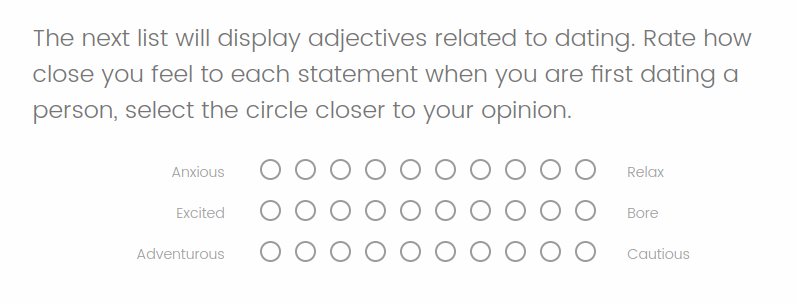 The next list will display adjectives related to dating. Rate how
close you feel to each statement when you are first dating a
person, select the circle closer to your opinion.
Anxious Relax
Excited Bore
Adventurous Cautious